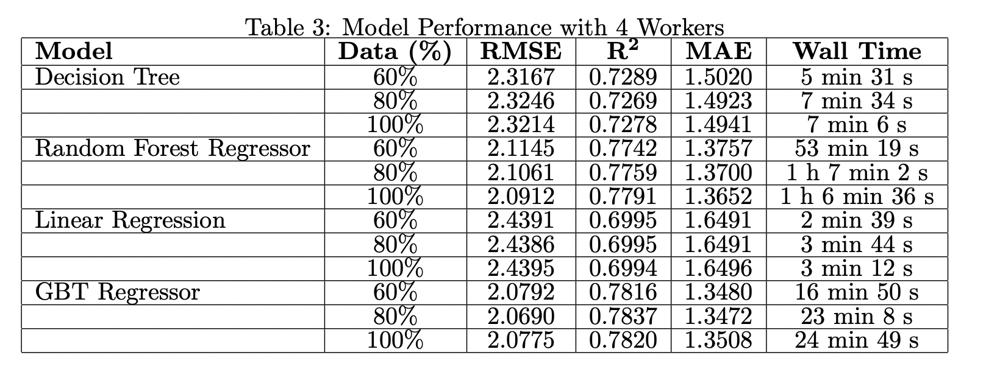 Table 3: Model Performance with 4 Workers
Model Data (%) RMSE R² MAE Wall Time
Decision Tree 60% 2.3167 0.7289 1.5020 5 min 31 s
80% 2.3246 0.7269 1.4923 7 min 34 s
100% 2.3214 0.7278 1.4941 7 min 6 s
Random Forest Regressor 60% 2.1145 0.7742 1.3757 53 min 19 s
80% 2.1061 0.7759 1.3700 1 h 7 min 2 s
100% 2.0912 0.7791 1.3652 1 h 6 min 36 s
Linear Regression 60% 2.4391 0.6995 1.6491 2 min 39 s
80% 2.4386 0.6995 1.6491 3 min 44 s
100% 2.4395 0.6994 1.6496 3 min 12 s
GBT Regressor 60% 2.0792 0.7816 1.3480 16 min 50 s
80% 2.0690 0.7837 1.3472 23 min 8 s
100% 2.0775 0.7820 1.3508 24 min 49 s